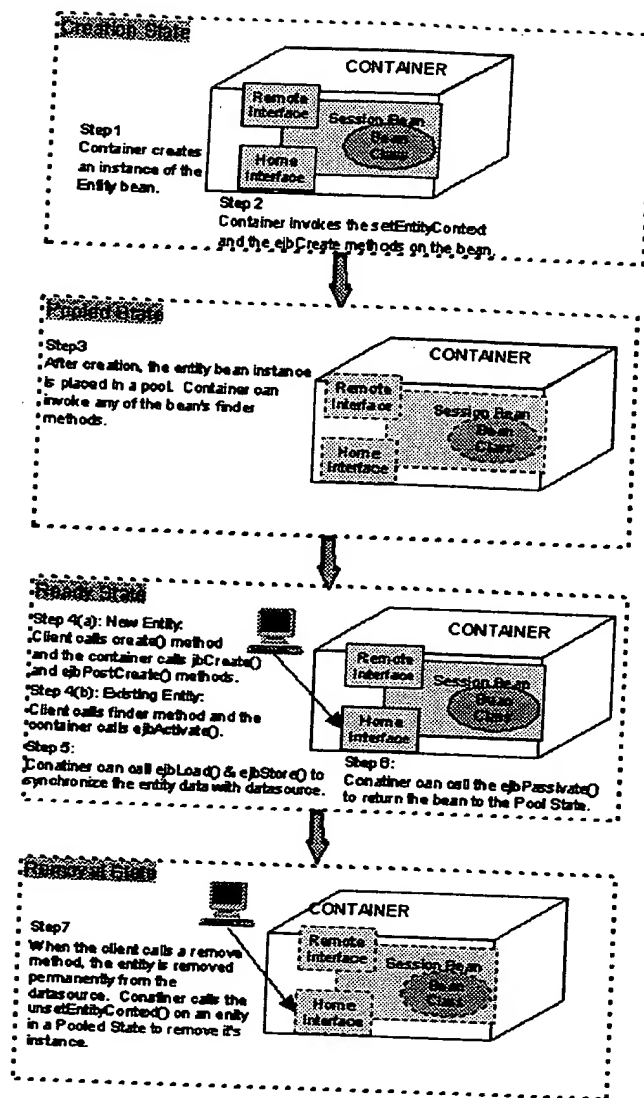 Creation State
CONTAINER
Remote
Interface
Session Bean
Bean
Class
Home
Interface
Step 1
Container creates
an instance of the
Entity bean.
Step 2
Container invokes the setEntityContext
and the ejbCreate methods on the bean.
Pooled State
Step3
After creation, the entity bean instance
is placed in a pool. Container can
invoke any of the bean's finder
methods.
CONTAINER
Remote
Interface
Session Bean
Bean
Class
Home
Interface
Ready State
Step 4(a): New Entity:
Client calls create() method
and the container calls jbCreate()
and ejbPostCreate() methods.
Step 4(b): Existing Entity:
Client calls finder method and the
container calls ejbActivate().
Step 5:
Conatiner can call ejbLoad() & ejbStore() to
synchronize the entity data with datasource.
CONTAINER
Remote
Interface
Session Bean
Bean
Class
Home
Interface
Step 6:
Conatiner can call the ejbPassivate()
to return the bean to the Pool State.
Removal State
Step7
When the client calls a remove
method, the entity is removed
permanently from the
datasource. Conatiner calls the
unsetEntityContext() on an enity
in a Pooled State to remove it's
instance.
CONTAINER
Remote
Interface
Session Bean
Bean
Class
Home
Interface